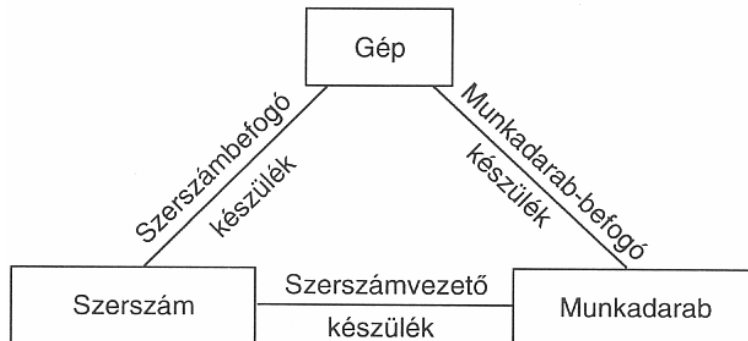 Gép
Szerszámbefogó
készülék
Munkadarab-befogó
készülék
Szerszám
Szerszámvezető
készülék
Munkadarab